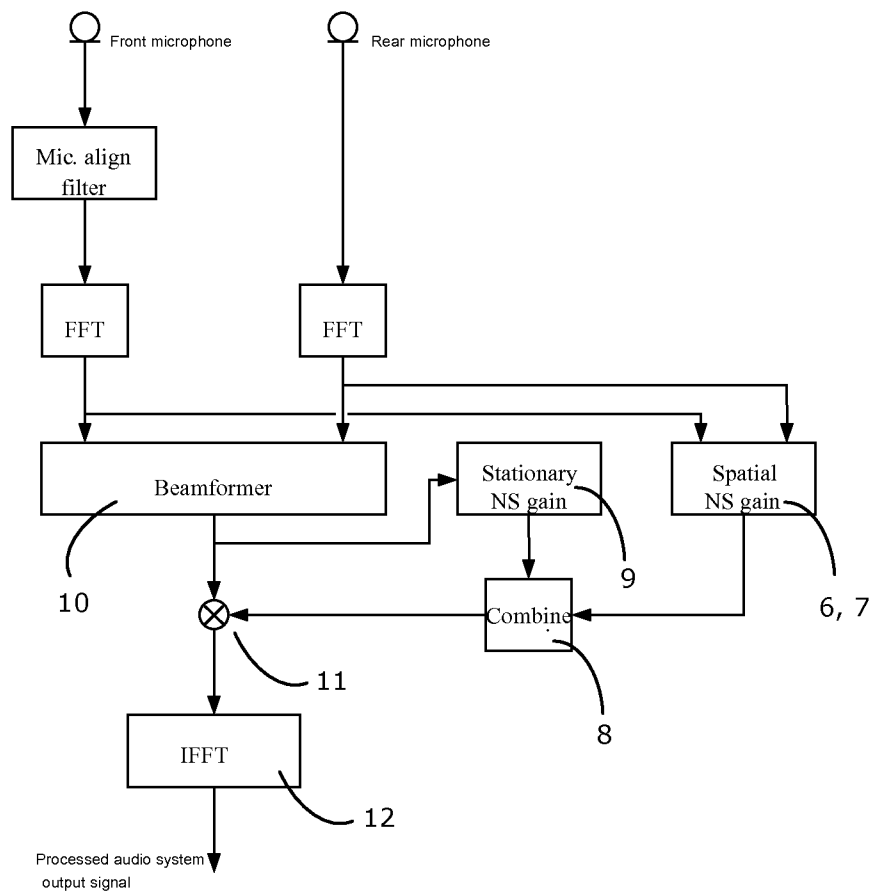 Front microphone
Rear microphone
Mic. align
filter
FFT
FFT
Beamformer
Stationary
NS gain
Spatial
NS gain
10
9
6, 7
Combine
11
8
IFFT
12
Processed audio system
output signal